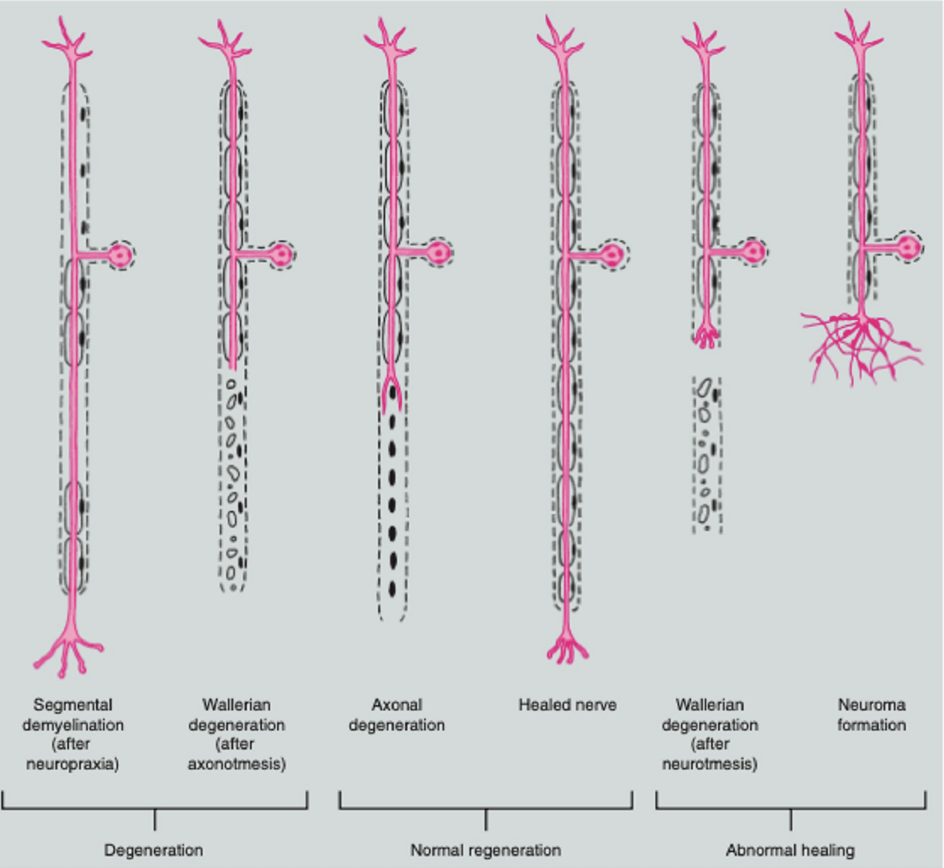 Segmental
demyelination
(after
neuropraxia)
Wallerian
degeneration
(after
axonotmesis)
Axonal
degeneration
Healed nerve
Wallerian
degeneration
(after
neurotmesis)
Neuroma
formation
Degeneration
Normal regeneration
Abnormal healing